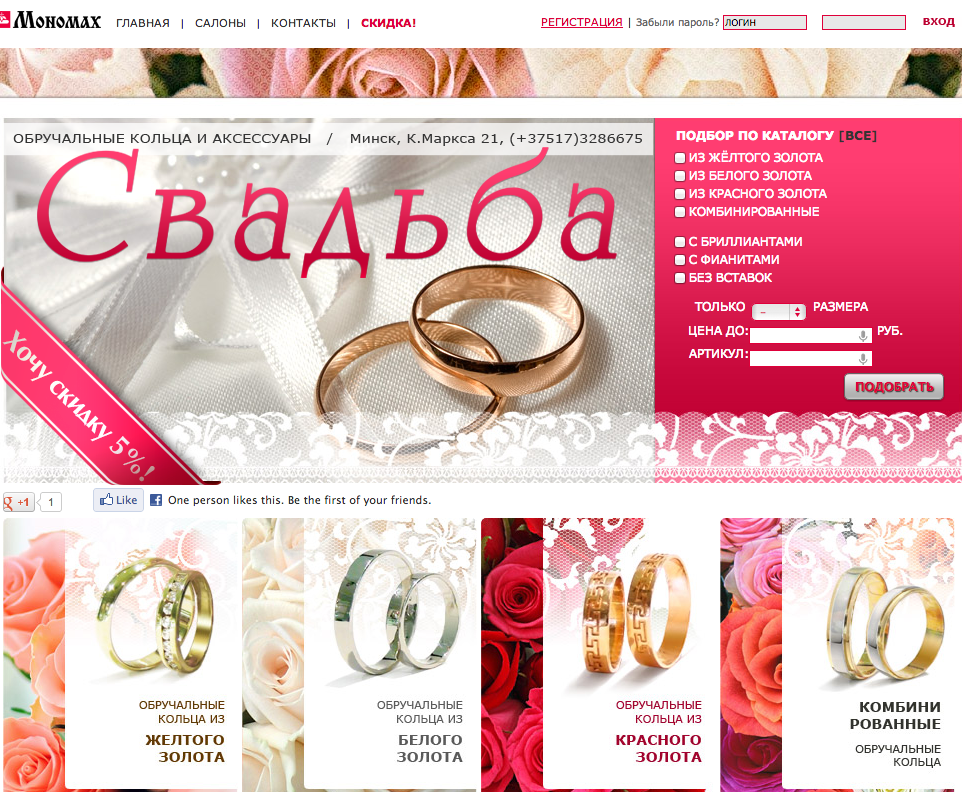 Мономах
ГЛАВНАЯ | САЛОНЫ | КОНТАКТЫ | СКИДКА!
РЕГИСТРАЦИЯ | Забыли пароль? ЛОГИН ВХОД
ОБРУЧАЛЬНЫЕ КОЛЬЦА И АКСЕССУАРЫ / Минск, К.Маркса 21, (+37517)3286675
Свадьба
Хочу скидку 5%!
ПОДБОР ПО КАТАЛОГУ [ВСЕ]
ИЗ ЖЁЛТОГО ЗОЛОТА
ИЗ БЕЛОГО ЗОЛОТА
ИЗ КРАСНОГО ЗОЛОТА
КОМБИНИРОВАННЫЕ
С БРИЛЛИАНТАМИ
С ФИАНИТАМИ
БЕЗ ВСТАВОК
ТОЛЬКО – РАЗМЕРА
ЦЕНА ДО: РУБ.
АРТИКУЛ:
ПОДОБРАТЬ
g +1 1 Like One person likes this. Be the first of your friends.
ОБРУЧАЛЬНЫЕ
КОЛЬЦА ИЗ
ЖЕЛТОГО
ЗОЛОТА
ОБРУЧАЛЬНЫЕ
КОЛЬЦА ИЗ
БЕЛОГО
ЗОЛОТА
ОБРУЧАЛЬНЫЕ
КОЛЬЦА ИЗ
КРАСНОГО
ЗОЛОТА
КОМБИНИ
РОВАННЫЕ
ОБРУЧАЛЬНЫЕ
КОЛЬЦА